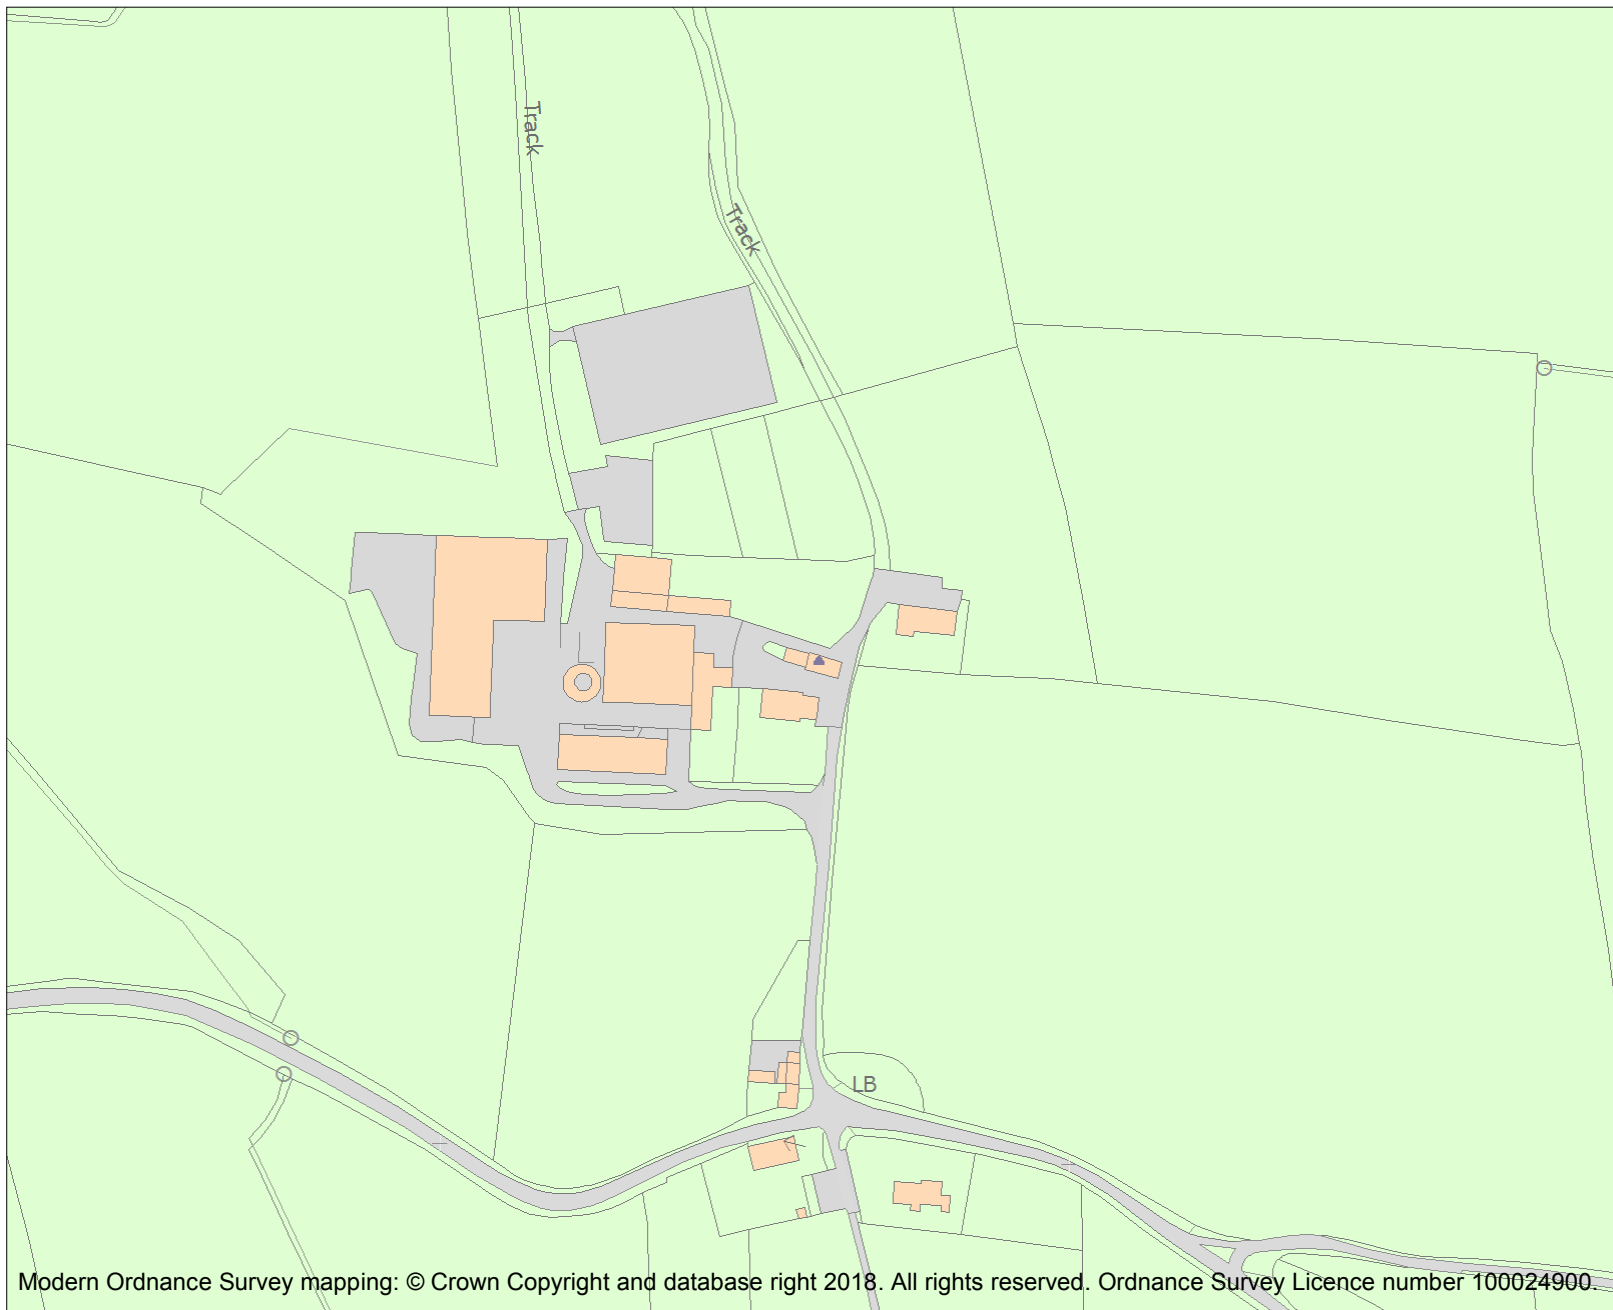 Track
Track
LB
Modern Ordnance Survey mapping: © Crown Copyright and database right 2018. All rights reserved. Ordnance Survey Licence number 100024900.